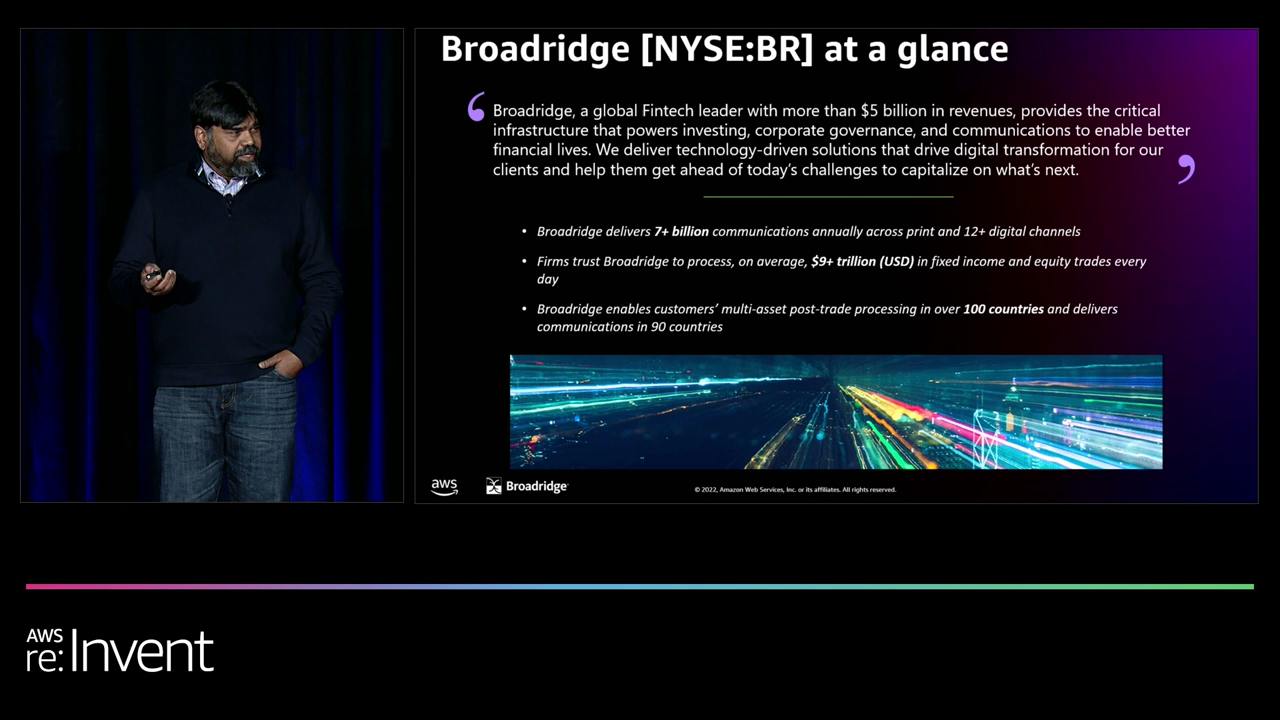 Broadridge [NYSE:BR] at a glance
‘ Broadridge, a global Fintech leader with more than $5 billion in revenues, provides the critical
infrastructure that powers investing, corporate governance, and communications to enable better
financial lives. We deliver technology-driven solutions that drive digital transformation for our
clients and help them get ahead of today’s challenges to capitalize on what’s next. ’
• Broadridge delivers 7+ billion communications annually across print and 12+ digital channels
• Firms trust Broadridge to process, on average, $9+ trillion (USD) in fixed income and equity trades every
day
• Broadridge enables customers’ multi-asset post-trade processing in over 100 countries and delivers
communications in 90 countries
aws Broadridge © 2022, Amazon Web Services, Inc. or its affiliates. All rights reserved.
AWS
re:Invent